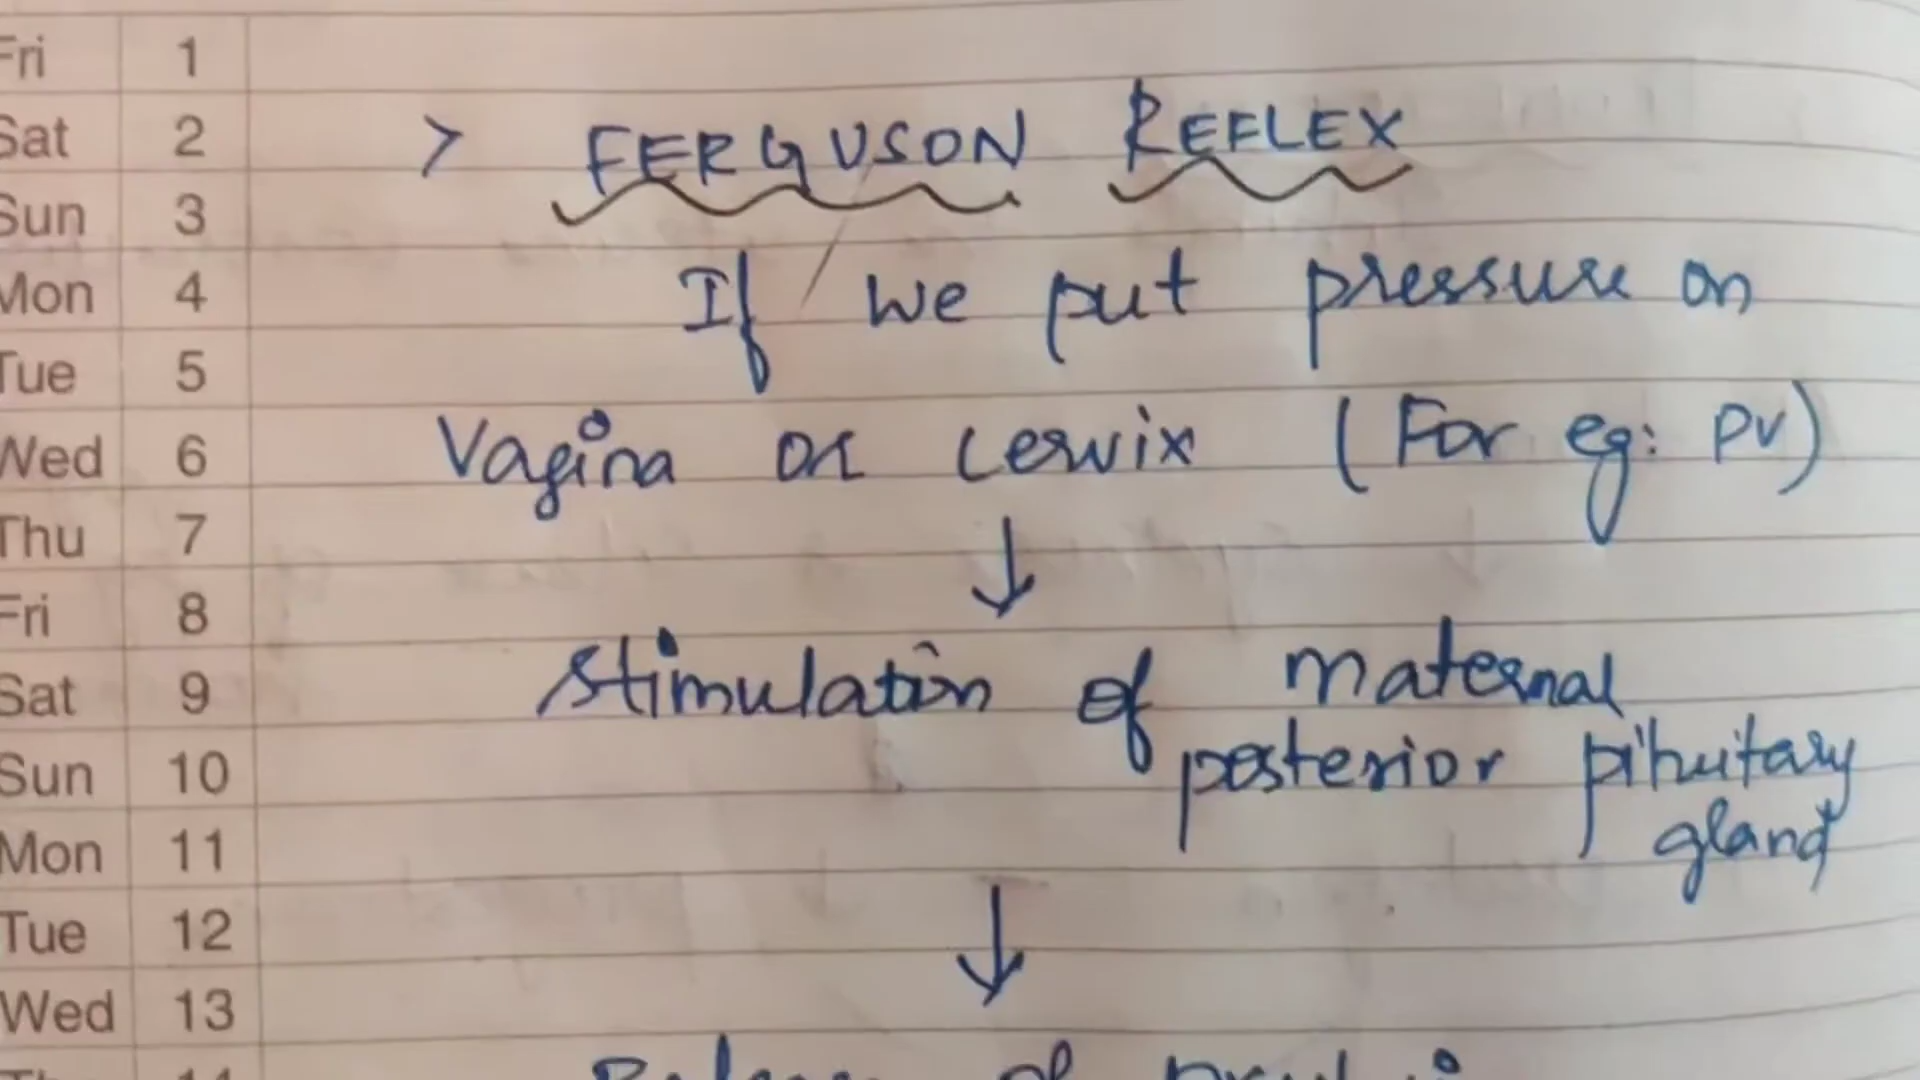 Fri 1
Sat 2
> FERGUSON REFLEX
Sun 3
Mon 4
If we put pressure on
Tue 5
Wed 6
Vagina or cervix (For eg: PV)
Thu 7
↓
Fri 8
Sat 9
Stimulation of maternal
Sun 10
posterior pituitary
Mon 11
gland
Tue 12
↓
Wed 13
Release of